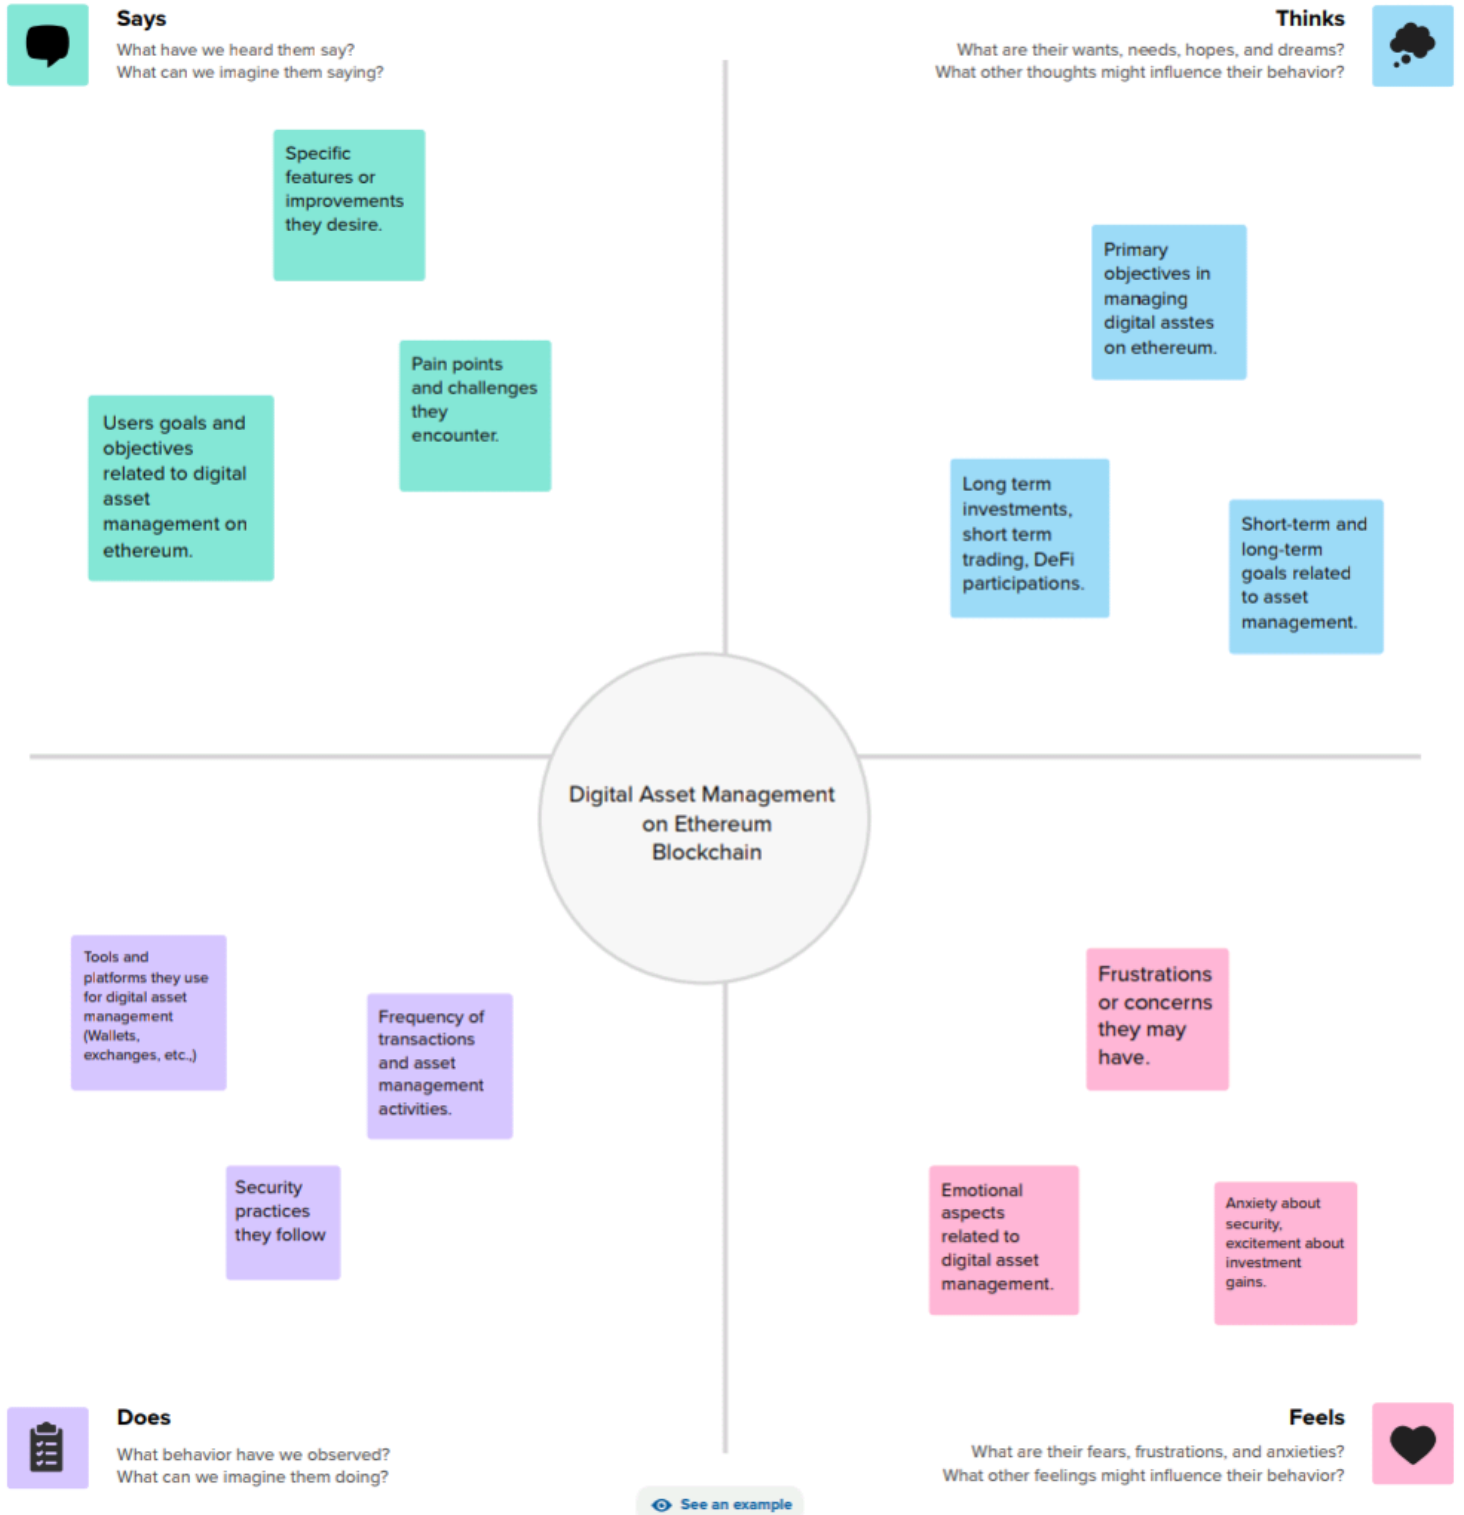 Says
What have we heard them say?
What can we imagine them saying?
Thinks
What are their wants, needs, hopes, and dreams?
What other thoughts might influence their behavior?
Specific
features or
improvements
they desire.
Pain points
and challenges
they
encounter.
Users goals and
objectives
related to digital
asset
management on
ethereum.
Primary
objectives in
managing
digital asstes
on ethereum.
Long term
investments,
short term
trading, DeFi
participations.
Short-term and
long-term
goals related
to asset
management.
Digital Asset Management
on Ethereum
Blockchain
Tools and
platforms they use
for digital asset
management
(Wallets,
exchanges, etc.,)
Frequency of
transactions
and asset
management
activities.
Security
practices
they follow
Frustrations
or concerns
they may
have.
Emotional
aspects
related to
digital asset
management.
Anxiety about
security,
excitement about
investment
gains.
Does
What behavior have we observed?
What can we imagine them doing?
Feels
What are their fears, frustrations, and anxieties?
What other feelings might influence their behavior?
See an example